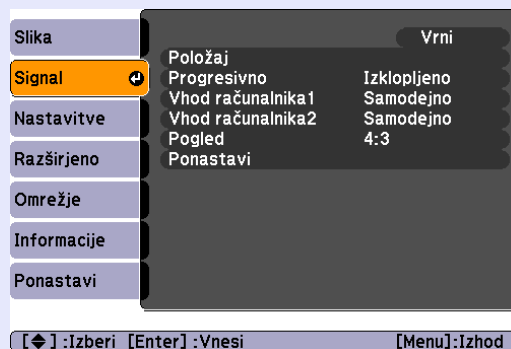 Slika
Signal
Nastavitve
Razširjeno
Omrežje
Informacije
Ponastavi
Vrni
Položaj
Progresivno Izklopljeno
Vhod računalnika1 Samodejno
Vhod računalnika2 Samodejno
Pogled 4:3
Ponastavi
[◆] :Izberi [Enter] :Vnesi [Menu]:Izhod